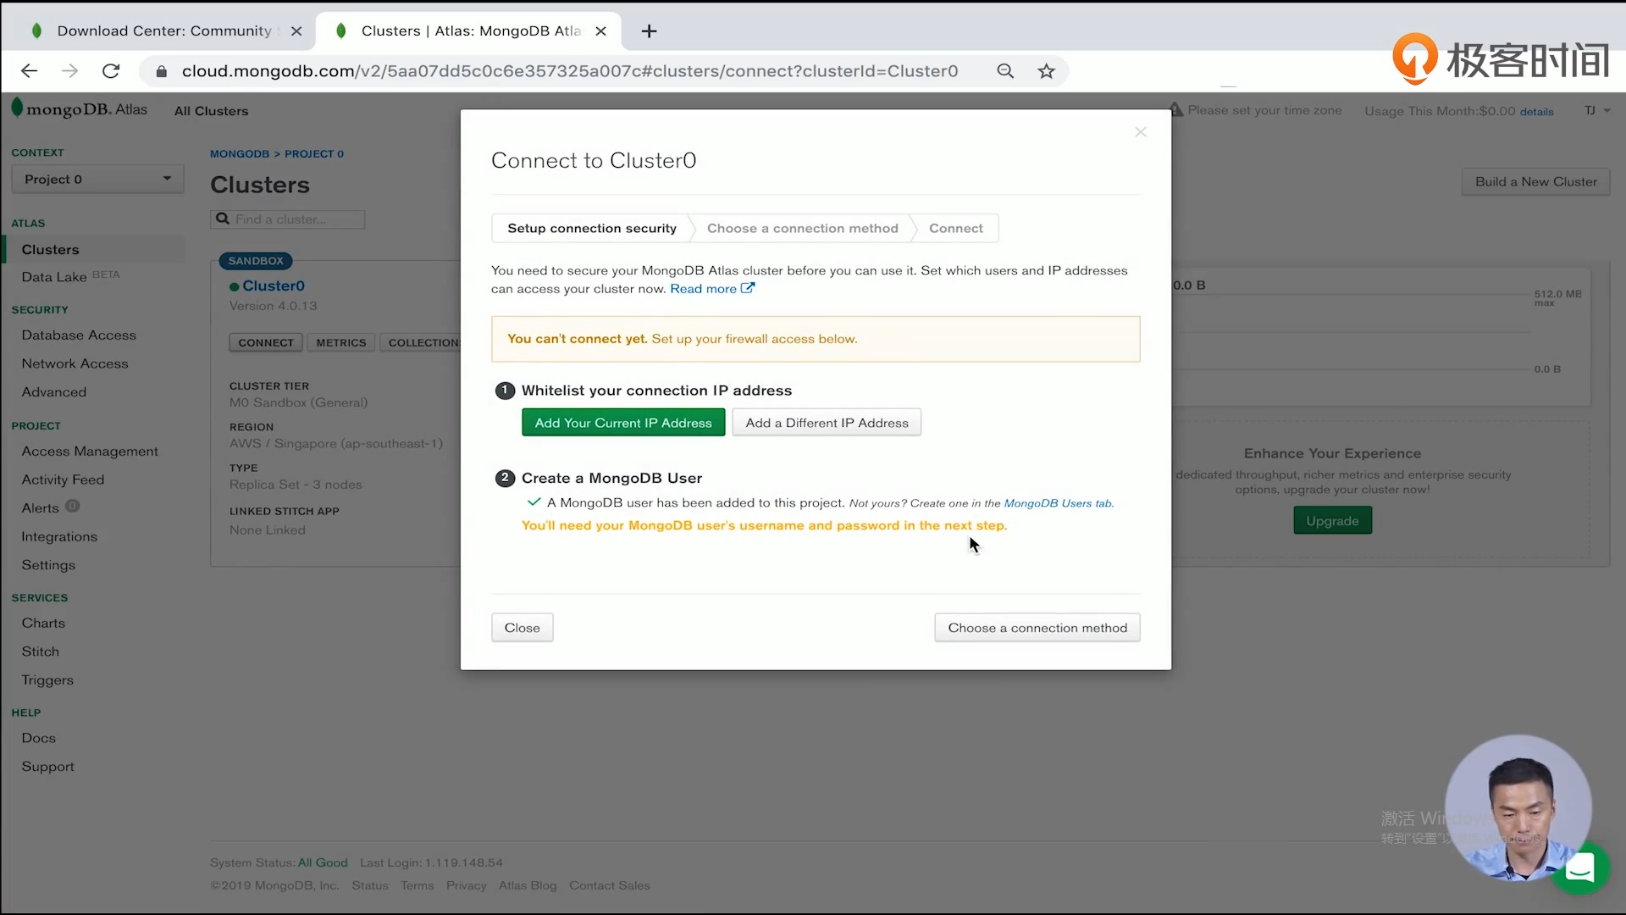 Download Center: Community
Clusters | Atlas: MongoDB Atla
cloud.mongodb.com/v2/5aa07dd5c0c6e357325a007c#clusters/connect?clusterId=Cluster0
极客时间
mongoDB. Atlas
All Clusters
Please set your time zone
Usage This Month:$0.00 details
TJ
CONTEXT
Project 0
ATLAS
Clusters
Data Lake BETA
SECURITY
Database Access
Network Access
Advanced
PROJECT
Access Management
Activity Feed
Alerts 0
Integrations
Settings
SERVICES
Charts
Stitch
Triggers
HELP
Docs
Support
MONGODB > PROJECT 0
Clusters
Find a cluster...
Build a New Cluster
SANDBOX
Cluster0
Version 4.0.13
CONNECT
METRICS
COLLECTION
CLUSTER TIER
M0 Sandbox (General)
REGION
AWS / Singapore (ap-southeast-1)
TYPE
Replica Set - 3 nodes
LINKED STITCH APP
None Linked
Connect to Cluster0
Setup connection security
Choose a connection method
Connect
You need to secure your MongoDB Atlas cluster before you can use it. Set which users and IP addresses
can access your cluster now. Read more
You can't connect yet. Set up your firewall access below.
1 Whitelist your connection IP address
Add Your Current IP Address
Add a Different IP Address
2 Create a MongoDB User
A MongoDB user has been added to this project. Not yours? Create one in the MongoDB Users tab.
You'll need your MongoDB user's username and password in the next step.
Close
Choose a connection method
0.0 B
512.0 MB
max
0.0 B
Enhance Your Experience
dedicated throughput, richer metrics and enterprise security
options, upgrade your cluster now!
Upgrade
激活 Windows
转到"设置"以
System Status: All Good Last Login: 1.119.148.54
©2019 MongoDB, Inc. Status Terms Privacy Atlas Blog Contact Sales